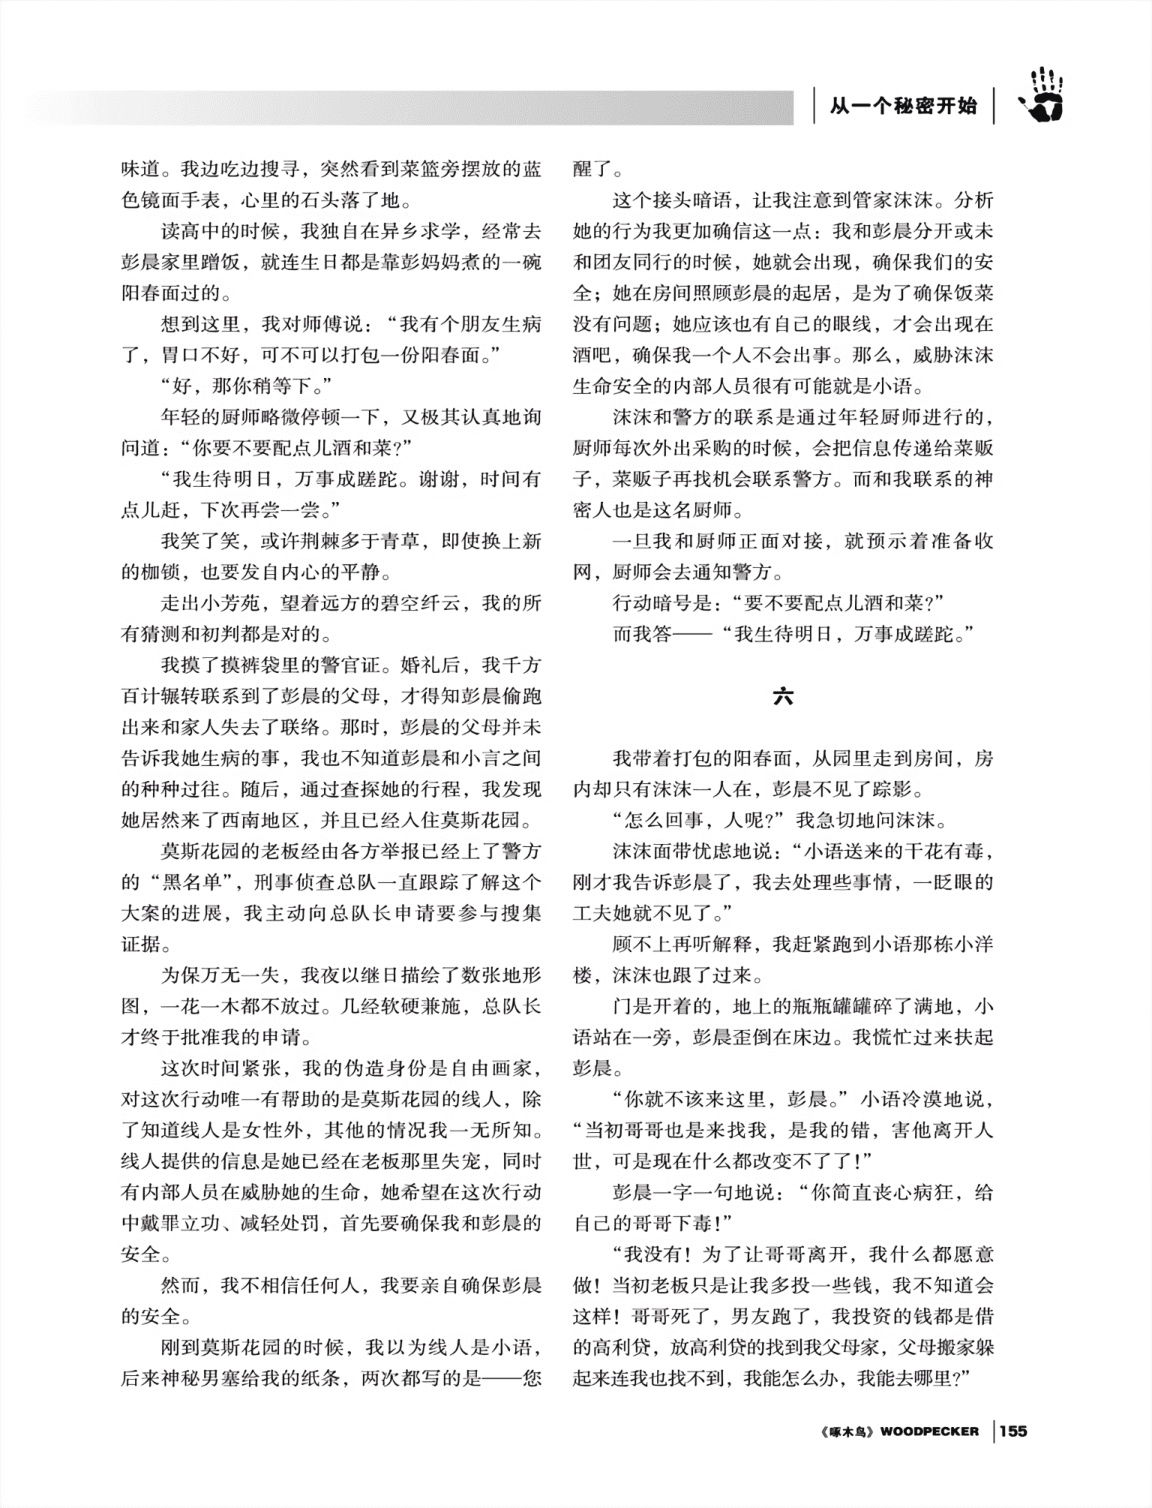 从一个秘密开始
味道。我边吃边搜寻，突然看到菜篮旁摆放的蓝
色镜面手表，心里的石头落了地。
读高中的时候，我独自在异乡求学，经常去
彭晨家里蹭饭，就连生日都是靠彭妈妈煮的一碗
阳春面过的。
想到这里，我对师傅说：“我有个朋友生病
了，胃口不好，可不可以打包一份阳春面。”
“好，那你稍等下。”
年轻的厨师略微停顿一下，又极其认真地询
问道：“你要不要配点儿酒和菜?”
“我生待明日，万事成蹉跎。谢谢，时间有
点儿赶，下次再尝一尝。”
我笑了笑，或许荆棘多于青草，即使换上新
的枷锁，也要发自内心的平静。
走出小芳苑，望着远方的碧空纤云，我的所
有猜测和初判都是对的。
我摸了摸裤袋里的警官证。婚礼后，我千方
百计辗转联系到了彭晨的父母，才得知彭晨偷跑
出来和家人失去了联络。那时，彭晨的父母并未
告诉我她生病的事，我也不知道彭晨和小言之间
的种种过往。随后，通过查探她的行程，我发现
她居然来了西南地区，并且已经入住莫斯花园。
莫斯花园的老板经由各方举报已经上了警方
的“黑名单”，刑事侦查总队一直跟踪了解这个
大案的进展，我主动向总队长申请要参与搜集
证据。
为保万无一失，我夜以继日描绘了数张地形
图，一花一木都不放过。几经软硬兼施，总队长
才终于批准我的申请。
这次时间紧张，我的伪造身份是自由画家，
对这次行动唯一有帮助的是莫斯花园的线人，除
了知道线人是女性外，其他的情况我一无所知。
线人提供的信息是她已经在老板那里失宠，同时
有内部人员在威胁她的生命，她希望在这次行动
中戴罪立功、减轻处罚，首先要确保我和彭晨的
安全。
然而，我不相信任何人，我要亲自确保彭晨
的安全。
刚到莫斯花园的时候，我以为线人是小语，
后来神秘男塞给我的纸条，两次都写的是——您
醒了。
这个接头暗语，让我注意到管家沫沫。分析
她的行为我更加确信这一点：我和彭晨分开或未
和团友同行的时候，她就会出现，确保我们的安
全；她在房间照顾彭晨的起居，是为了确保饭菜
没有问题；她应该也有自己的眼线，才会出现在
酒吧，确保我一个人不会出事。那么，威胁沫沫
生命安全的内部人员很有可能就是小语。
沫沫和警方的联系是通过年轻厨师进行的，
厨师每次外出采购的时候，会把信息传递给菜贩
子，菜贩子再找机会联系警方。而和我联系的神
密人也是这名厨师。
一旦我和厨师正面对接，就预示着准备收
网，厨师会去通知警方。
行动暗号是：“要不要配点儿酒和菜?”
而我答——“我生待明日，万事成蹉跎。”
六
我带着打包的阳春面，从园里走到房间，房
内却只有沫沫一人在，彭晨不见了踪影。
“怎么回事，人呢?”我急切地问沫沫。
沫沫面带忧虑地说：“小语送来的干花有毒，
刚才我告诉彭晨了，我去处理些事情，一眨眼的
工夫她就不见了。”
顾不上再听解释，我赶紧跑到小语那栋小洋
楼，沫沫也跟了过来。
门是开着的，地上的瓶瓶罐罐碎了满地，小
语站在一旁，彭晨歪倒在床边。我慌忙过来扶起
彭晨。
“你就不该来这里，彭晨。”小语冷漠地说，
“当初哥哥也是来找我，是我的错，害他离开人
世，可是现在什么都改变不了了!”
彭晨一字一句地说：“你简直丧心病狂，给
自己的哥哥下毒!”
“我没有! 为了让哥哥离开，我什么都愿意
做! 当初老板只是让我多投一些钱，我不知道会
这样! 哥哥死了，男友跑了，我投资的钱都是借
的高利贷，放高利贷的找到我父母家，父母搬家躲
起来连我也找不到，我能怎么办，我能去哪里?”
《啄木鸟》WOODPECKER 155